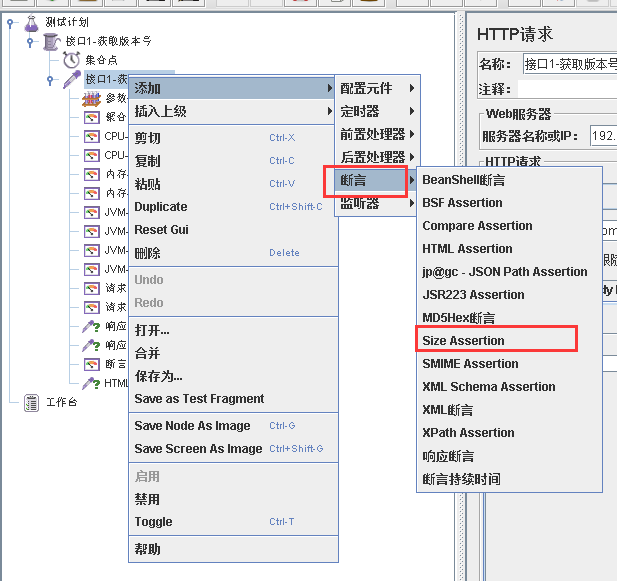 测试计划
接口1-获取版本号
集合点
接口1-获
参数
聚合
CPU-
CPU-
内存
内存
JVM-
JVM-
JVM-
JVM-
请求
请求
响应
响应
断言
HTML
工作台
添加
插入上级
剪切 Ctrl-X
复制 Ctrl-C
粘贴 Ctrl-V
Duplicate Ctrl+Shift-C
Reset Gui
删除 Delete
Undo
Redo
打开...
合并
保存为...
Save as Test Fragment
Save Node As Image Ctrl-G
Save Screen As Image Ctrl+Shift-G
启用
禁用
Toggle Ctrl-T
帮助
配置元件
定时器
前置处理器
后置处理器
断言
监听器
BeanShell断言
BSF Assertion
Compare Assertion
HTML Assertion
jp@gc - JSON Path Assertion
JSR223 Assertion
MD5Hex断言
Size Assertion
SMIME Assertion
XML Schema Assertion
XML断言
XPath Assertion
响应断言
断言持续时间
HTTP请求
名称： 接口1-获取版本号
注释：
Web服务器
服务器名称或IP： 192.
HTTP请求